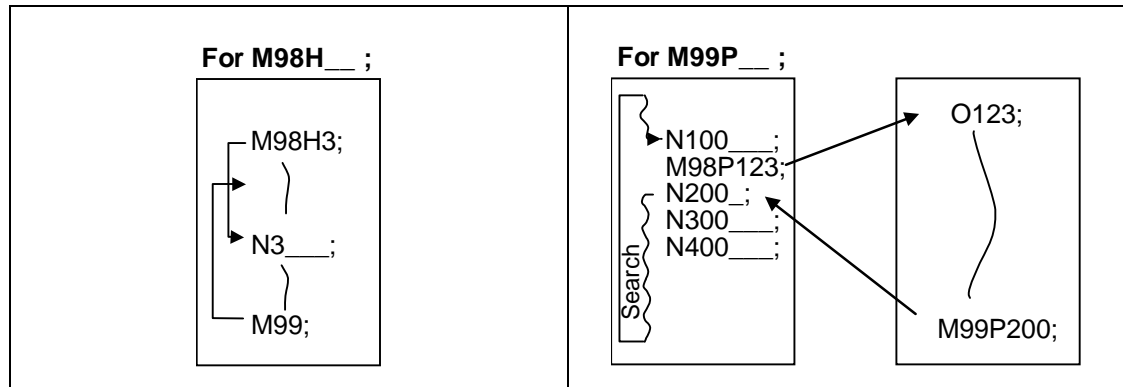 For M98H__ ;
M98H3;
N3___;
M99;
For M99P__ ;
N100___;
M98P123;
N200_;
N300___;
N400___;
Search
O123;
M99P200;